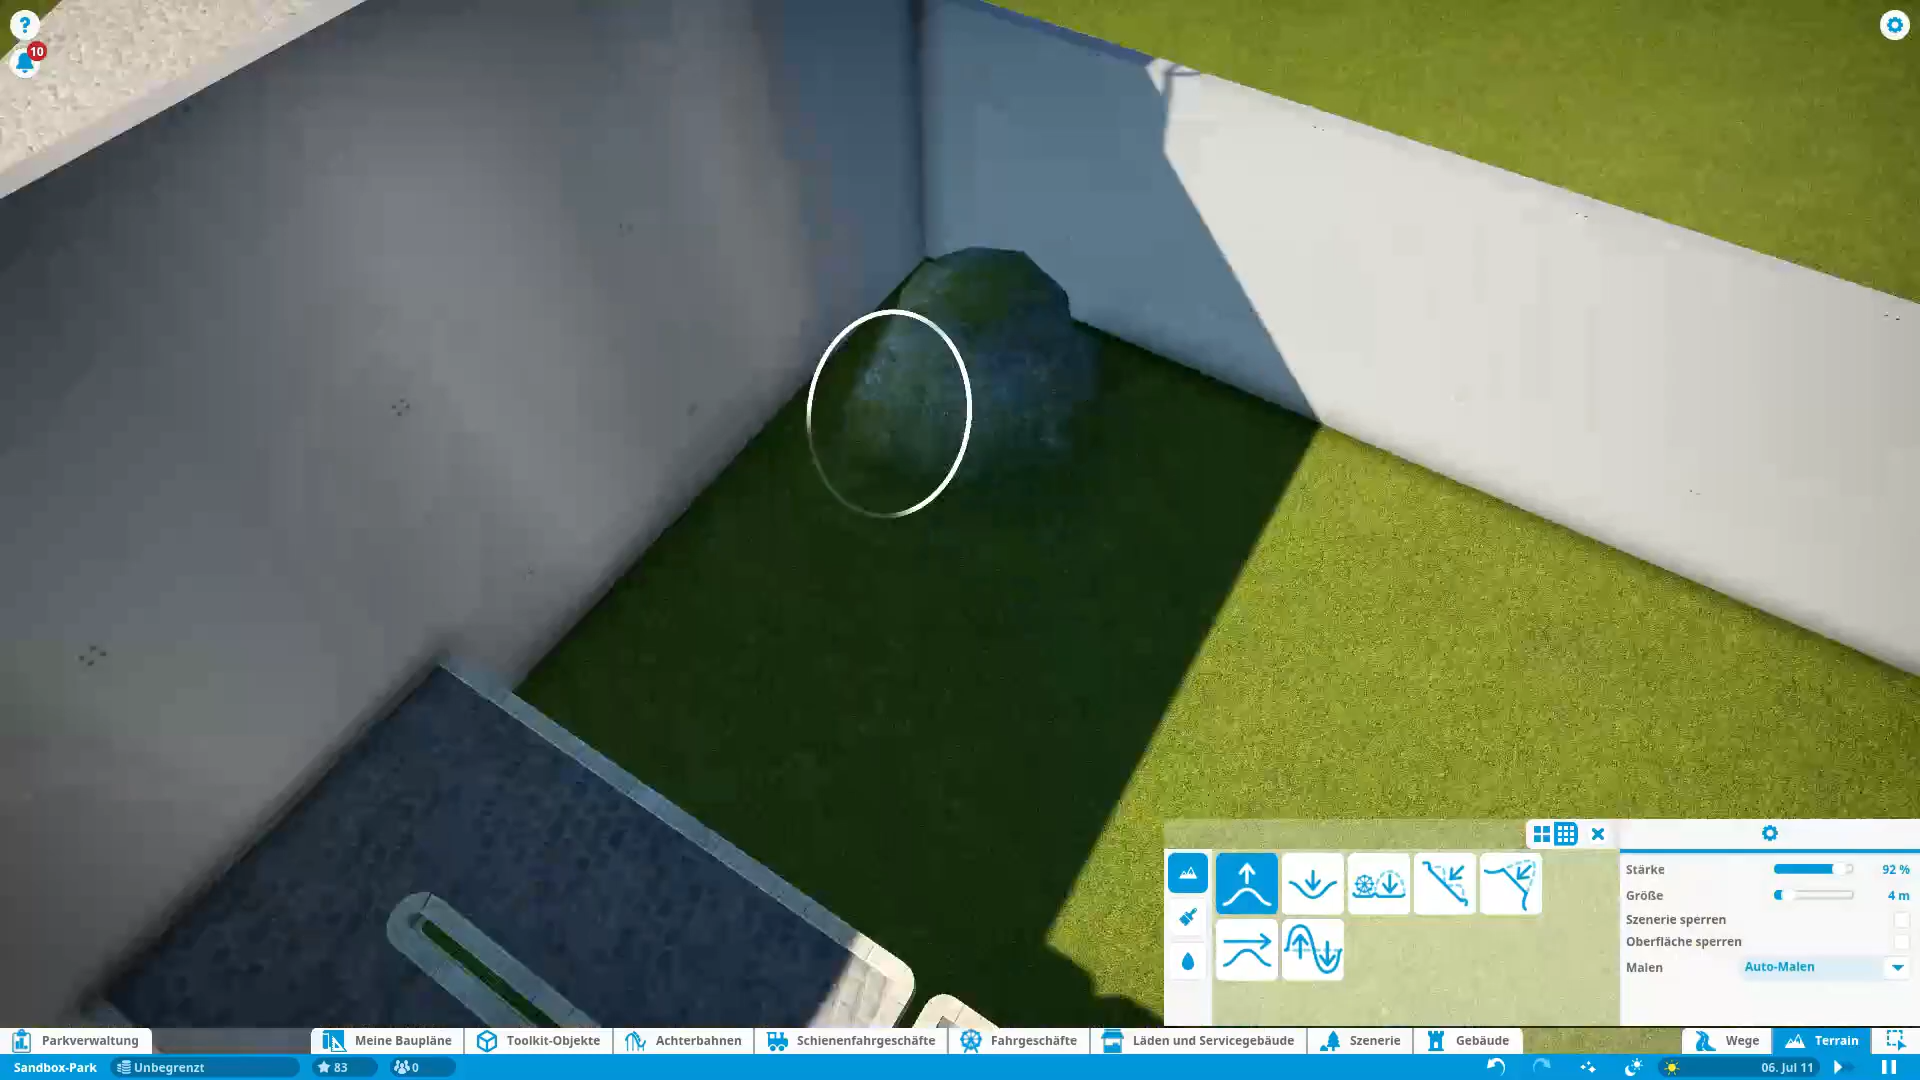 ?
10
Stärke 92 %
Größe 4 m
Szenerie sperren
Oberfläche sperren
Malen Auto-Malen
Parkverwaltung Meine Baupläne Toolkit-Objekte Achterbahnen Schienenfahrgeschäfte Fahrgeschäfte Läden und Servicegebäude Szenerie Gebäude Wege Terrain
Sandbox-Park Unbegrenzt 83 0 06. Jul 11